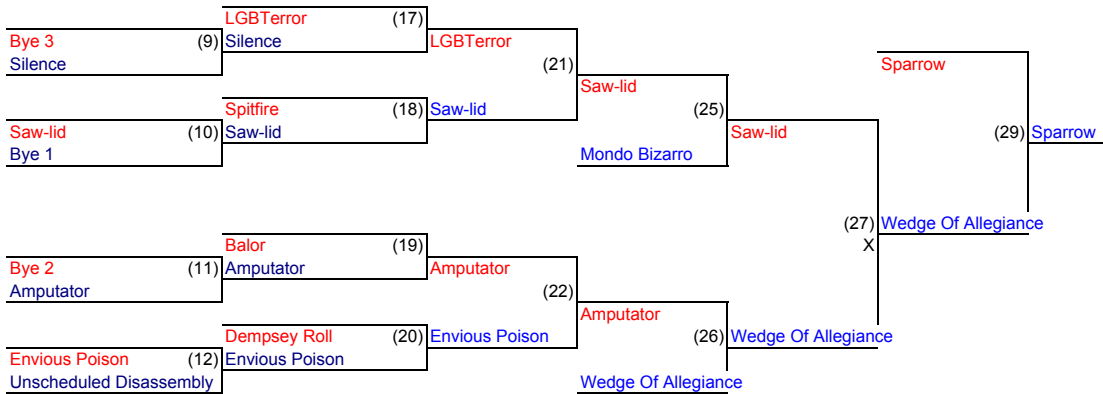 LGBTerror (17)
Bye 3 (9) Silence LGBTerror Sparrow
Silence (21)
Saw-lid
Spitfire (18) Saw-lid (25)
Saw-lid (10) Saw-lid Saw-lid (29) Sparrow
Bye 1 Mondo Bizarro
(27) Wedge Of Allegiance
Balor (19) X
Bye 2 (11) Amputator Amputator
Amputator (22)
Amputator
Dempsey Roll (20) Envious Poison (26) Wedge Of Allegiance
Envious Poison (12) Envious Poison
Unscheduled Disassembly Wedge Of Allegiance